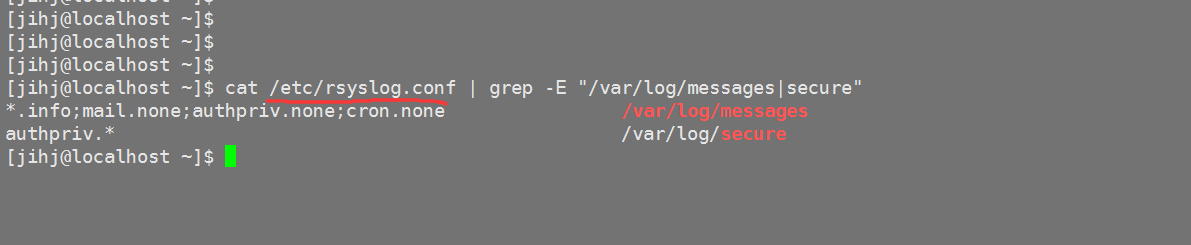 [jihj@localhost ~]$
[jihj@localhost ~]$
[jihj@localhost ~]$
[jihj@localhost ~]$
[jihj@localhost ~]$ cat /etc/rsyslog.conf | grep -E "/var/log/messages|secure"
*.info;mail.none;authpriv.none;cron.none /var/log/messages
authpriv.* /var/log/secure
[jihj@localhost ~]$